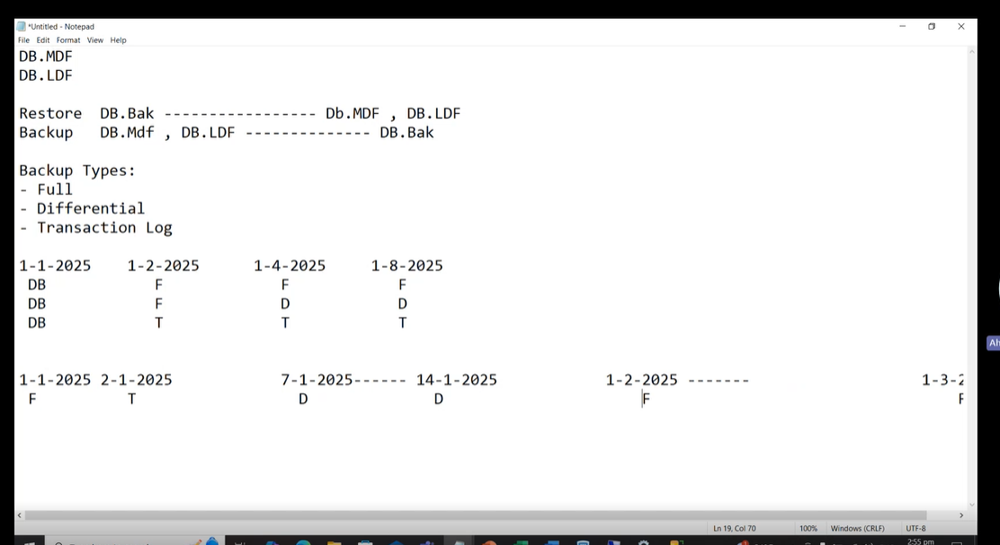 *Untitled - Notepad
File Edit Format View Help
DB.MDF
DB.LDF
Restore DB.Bak ----------------- Db.MDF , DB.LDF
Backup DB.Mdf , DB.LDF -------------- DB.Bak
Backup Types:
- Full
- Differential
- Transaction Log
1-1-2025 1-2-2025 1-4-2025 1-8-2025
DB F F F
DB F D D
DB T T T
1-1-2025 2-1-2025 7-1-2025------ 14-1-2025 1-2-2025 ------- 1-3-2
F T D D F F
Ln 19, Col 70 100% Windows (CRLF) UTF-8
2:55 pm
Ah